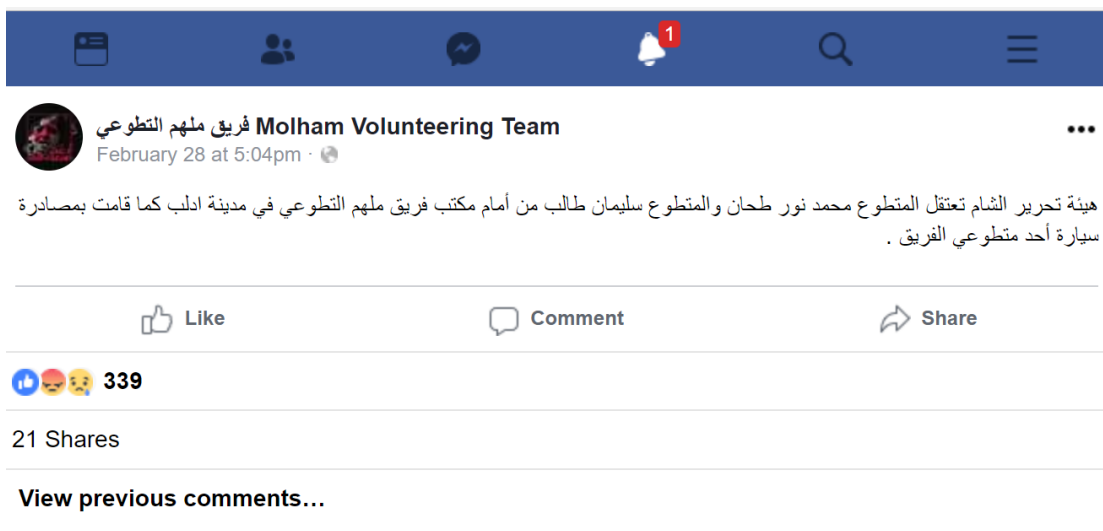 1
فريق ملهم التطوعي Molham Volunteering Team
February 28 at 5:04pm ·
هيئة تحرير الشام تعتقل المتطوع محمد نور طحان والمتطوع سليمان طالب من أمام مكتب فريق ملهم التطوعي في مدينة ادلب كما قامت بمصادرة
سيارة أحد متطوعي الفريق .
Like Comment Share
339
21 Shares
View previous comments…